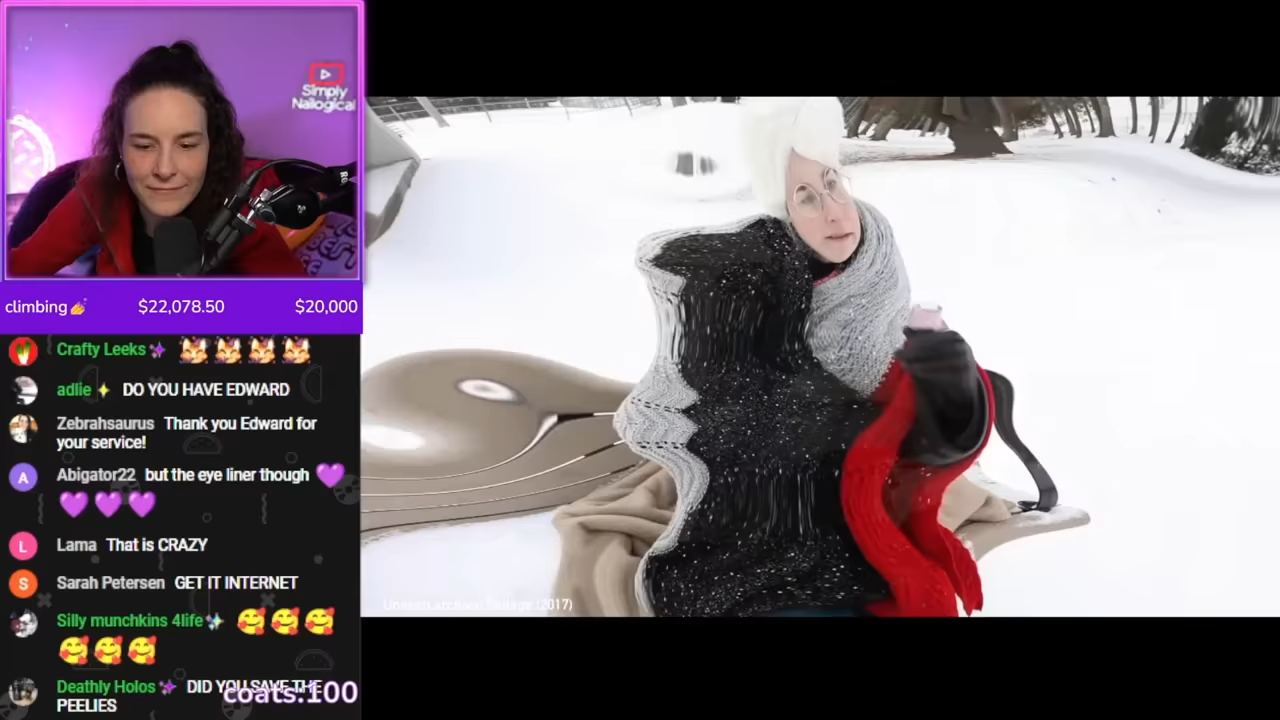 Simply
Nailogical
climbing💅 $22,078.50 $20,000
Crafty Leeks
adlie DO YOU HAVE EDWARD
Zebrahsaurus Thank you Edward for
your service!
A Abigator22 but the eye liner though 💜
💜💜💜
L Lama That is CRAZY
S Sarah Petersen GET IT INTERNET
Silly munchkins 4life 🥰🥰🥰
🥰🥰🥰
Deathly Holos DID YOU SAVE THE
PEELIES
coats:100
(2017)